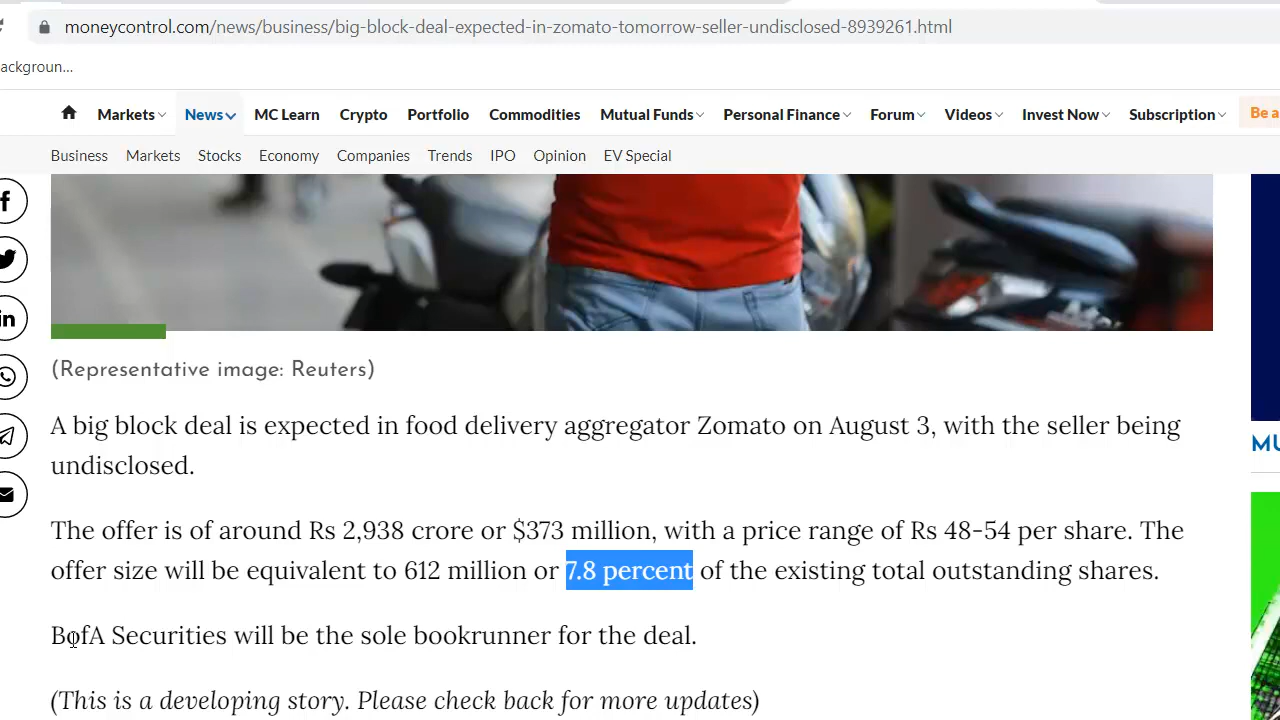 moneycontrol.com/news/business/big-block-deal-expected-in-zomato-tomorrow-seller-undisclosed-8939261.html
ackgroun...
Markets News MC Learn Crypto Portfolio Commodities Mutual Funds Personal Finance Forum Videos Invest Now Subscription Be a
Business Markets Stocks Economy Companies Trends IPO Opinion EV Special
(Representative image: Reuters)
A big block deal is expected in food delivery aggregator Zomato on August 3, with the seller being
undisclosed.
MU
The offer is of around Rs 2,938 crore or $373 million, with a price range of Rs 48-54 per share. The
offer size will be equivalent to 612 million or 7.8 percent of the existing total outstanding shares.
BofA Securities will be the sole bookrunner for the deal.
(This is a developing story. Please check back for more updates)